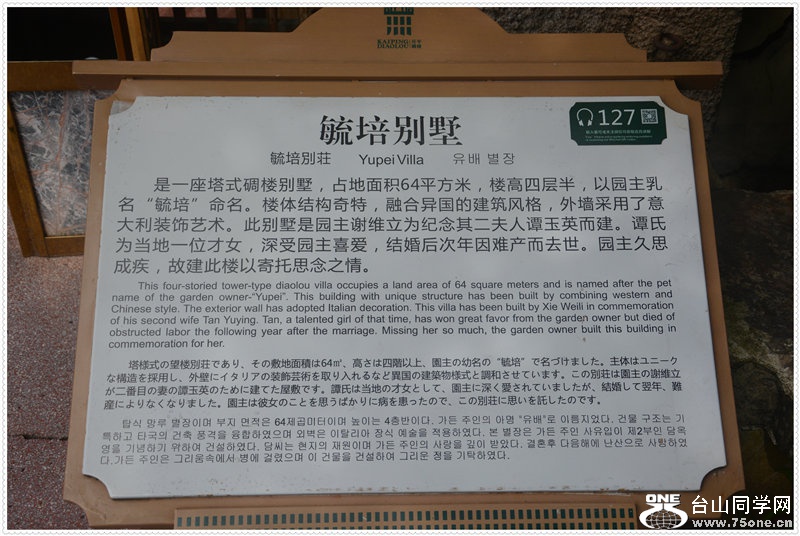 KAIPING 开平
DIAOLOU 碉楼
127
毓培别墅
毓培別荘 Yupei Villa 유배 별장
是一座塔式碉楼别墅，占地面积64平方米，楼高四层半，以园主乳
名“毓培”命名。楼体结构奇特，融合异国的建筑风格，外墙采用了意
大利装饰艺术。此别墅是园主谢维立为纪念其二夫人谭玉英而建。谭氏
为当地一位才女，深受园主喜爱，结婚后次年因难产而去世。园主久思
成疾，故建此楼以寄托思念之情。
This four-storied tower-type diaolou villa occupies a land area of 64 square meters and is named after the pet
name of the garden owner-“Yupei”. This building with unique structure has been built by combining western and
Chinese style. The exterior wall has adopted Italian decoration. This villa has been built by Xie Weili in commemoration
of his second wife Tan Yuying. Tan, a talented girl of that time, has won great favor from the garden owner but died of
obstructed labor the following year after the marriage. Missing her so much, the garden owner built this building in
commemoration for her.
塔様式の望楼別荘であり、その敷地面積は64㎡、高さは四階以上、園主の幼名の“毓培”で名づけました。主体はユニーク
な構造を採用し、外壁にイタリアの装飾芸術を取り入れるなど異国の建築物様式と調和させています。この別荘は園主の謝維立
が二番目の妻の譚玉英のために建てた屋敷です。譚氏は当地の才女として、園主に深く愛されていましたが、結婚して翌年、難
産によりなくなりました。園主は彼女のことを思うばかりに病を患ったので、この別荘に思いを託したのです。
탑식 망루 별장이며 부지 면적은 64제곱미터이며 높이는 4층반이다. 가든 주인의 아명 "유배"로 이름지었다. 건물 구조는 기
특하고 타국의 건축 풍격을 융합하였으며 외벽은 이탈리아 장식 예술을 적용하였다. 본 별장은 가든 주인 사유입이 제2부인 담옥
영을 기념하기 위하여 건설하였다. 담씨는 현지의 재원이며 가든 주인의 사랑을 깊이 받았다. 결혼후 다음해에 난산으로 사망하였
다.가든 주인은 그리움속에서 병에 걸렸으며 이 건물을 건설하여 그리운 정을 기탁하였다.
ONE 台山同学网
www.75one.cn